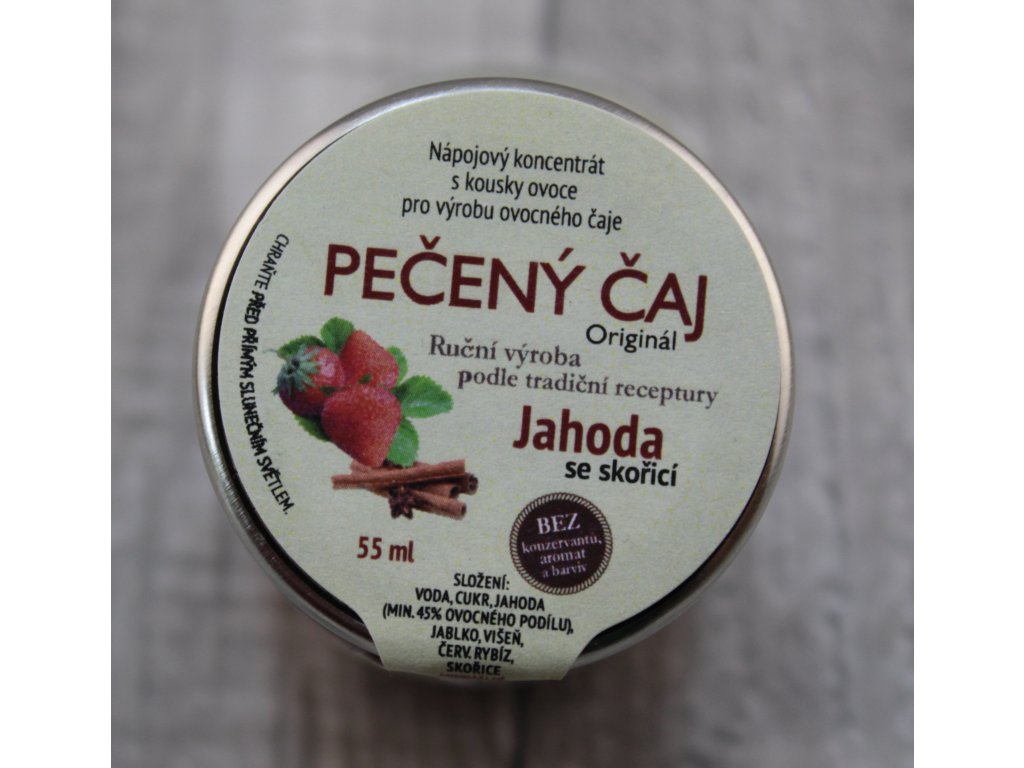 Nápojový koncentrát
s kousky ovoce
pro výrobu ovocného čaje
PEČENÝ ČAJ
Originál
Ruční výroba
podle tradiční receptury
Jahoda
se skořicí
CHRAŇTE PŘED PŘÍMÝM SLUNEČNÍM SVĚTLEM.
55 ml
BEZ
konzervantů,
aromat
a barviv
SLOŽENÍ:
VODA, CUKR, JAHODA
(MIN. 45% OVOCNÉHO PODÍLU),
JABLKO, VIŠEŇ,
ČERV. RYBÍZ,
SKOŘICE